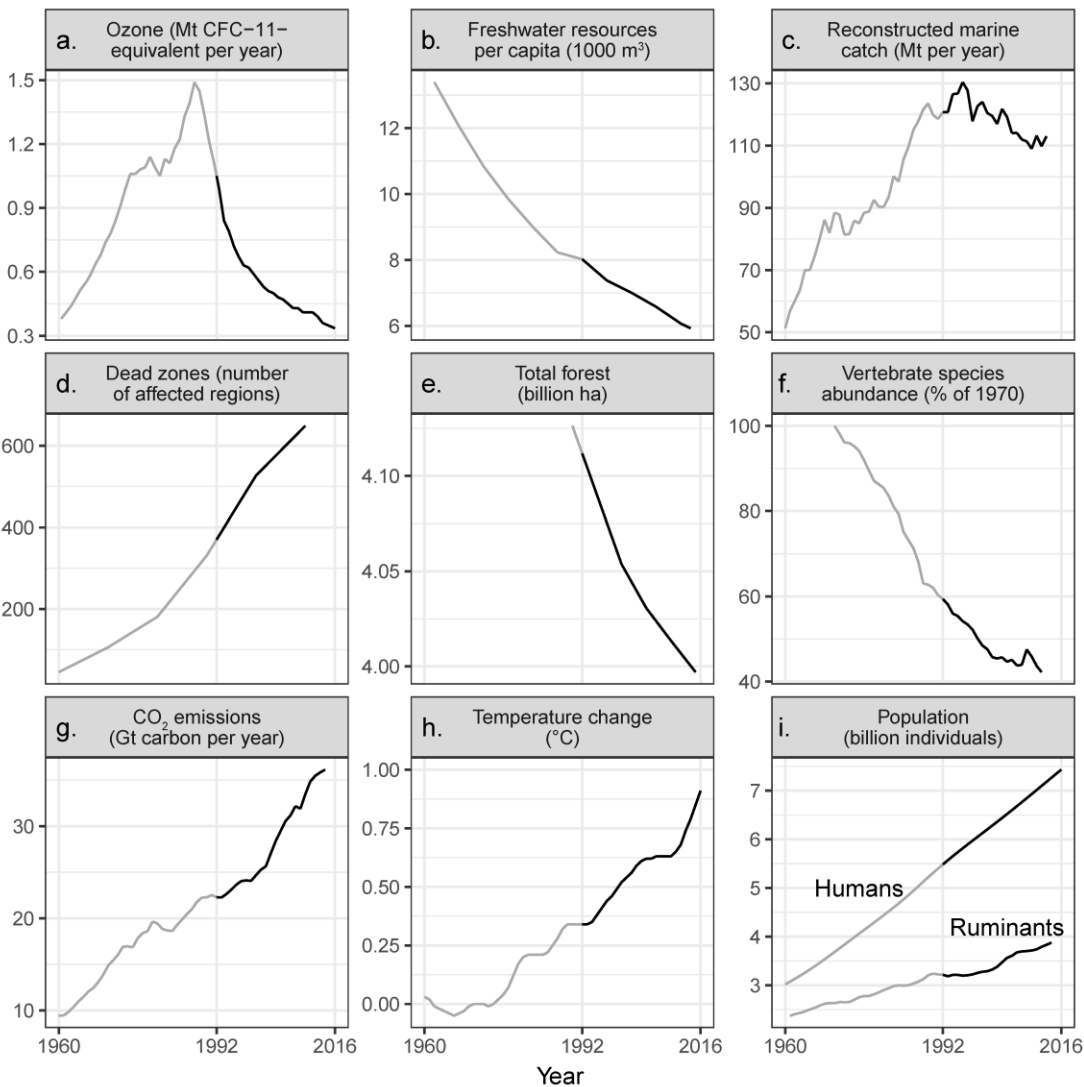 a.
Ozone (Mt CFC−11−
equivalent per year)
b.
Freshwater resources
per capita (1000 m³)
c.
Reconstructed marine
catch (Mt per year)
1.5
1.2
0.9
0.6
0.3
12
10
8
6
130
110
90
70
50
d.
Dead zones (number
of affected regions)
e.
Total forest
(billion ha)
f.
Vertebrate species
abundance (% of 1970)
600
400
200
4.10
4.05
4.00
100
80
60
40
g.
CO₂ emissions
(Gt carbon per year)
h.
Temperature change
(°C)
i.
Population
(billion individuals)
30
20
10
1.00
0.75
0.50
0.25
0.00
7
6
5
4
3
Humans
Ruminants
1960 1992 2016
1960 1992 2016
1960 1992 2016
Year